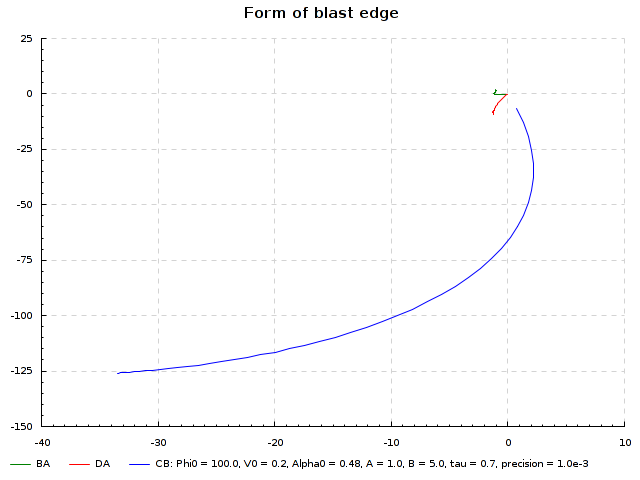 Form of blast edge
25
0
-25
-50
-75
-100
-125
-150
-40 -30 -20 -10 0 10
BA DA CB: Phi0 = 100.0, V0 = 0.2, Alpha0 = 0.48, A = 1.0, B = 5.0, tau = 0.7, precision = 1.0e-3